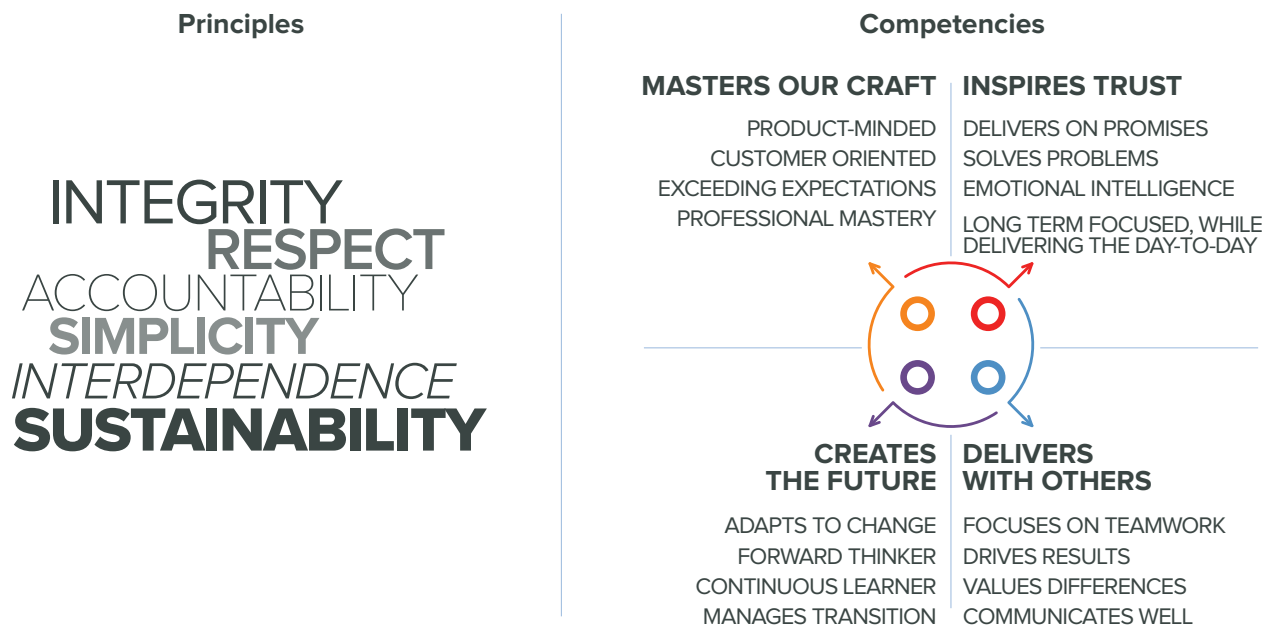 Principles
INTEGRITY
RESPECT
ACCOUNTABILITY
SIMPLICITY
INTERDEPENDENCE
SUSTAINABILITY
Competencies
MASTERS OUR CRAFT
PRODUCT-MINDED
CUSTOMER ORIENTED
EXCEEDING EXPECTATIONS
PROFESSIONAL MASTERY
INSPIRES TRUST
DELIVERS ON PROMISES
SOLVES PROBLEMS
EMOTIONAL INTELLIGENCE
LONG TERM FOCUSED, WHILE
DELIVERING THE DAY-TO-DAY
CREATES
THE FUTURE
ADAPTS TO CHANGE
FORWARD THINKER
CONTINUOUS LEARNER
MANAGES TRANSITION
DELIVERS
WITH OTHERS
FOCUSES ON TEAMWORK
DRIVES RESULTS
VALUES DIFFERENCES
COMMUNICATES WELL